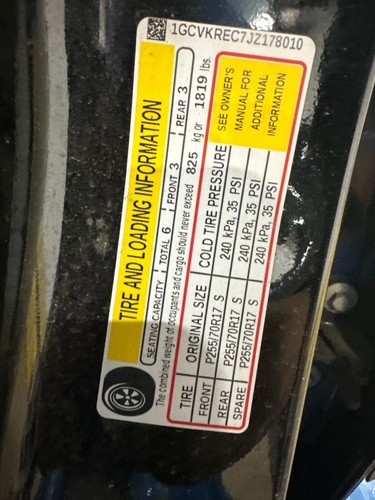 1GCVKREC7JZ178010
TIRE AND LOADING INFORMATION
SEATING CAPACITY TOTAL 6 FRONT 3 REAR 3
The combined weight of occupants and cargo should never exceed 825 kg or 1819 lbs.
TIRE ORIGINAL SIZE COLD TIRE PRESSURE
FRONT P255/70R17 S 240 kPa, 35 PSI
REAR P255/70R17 S 240 kPa, 35 PSI
SPARE P255/70R17 S 240 kPa, 35 PSI
SEE OWNER'S
MANUAL FOR
ADDITIONAL
INFORMATION